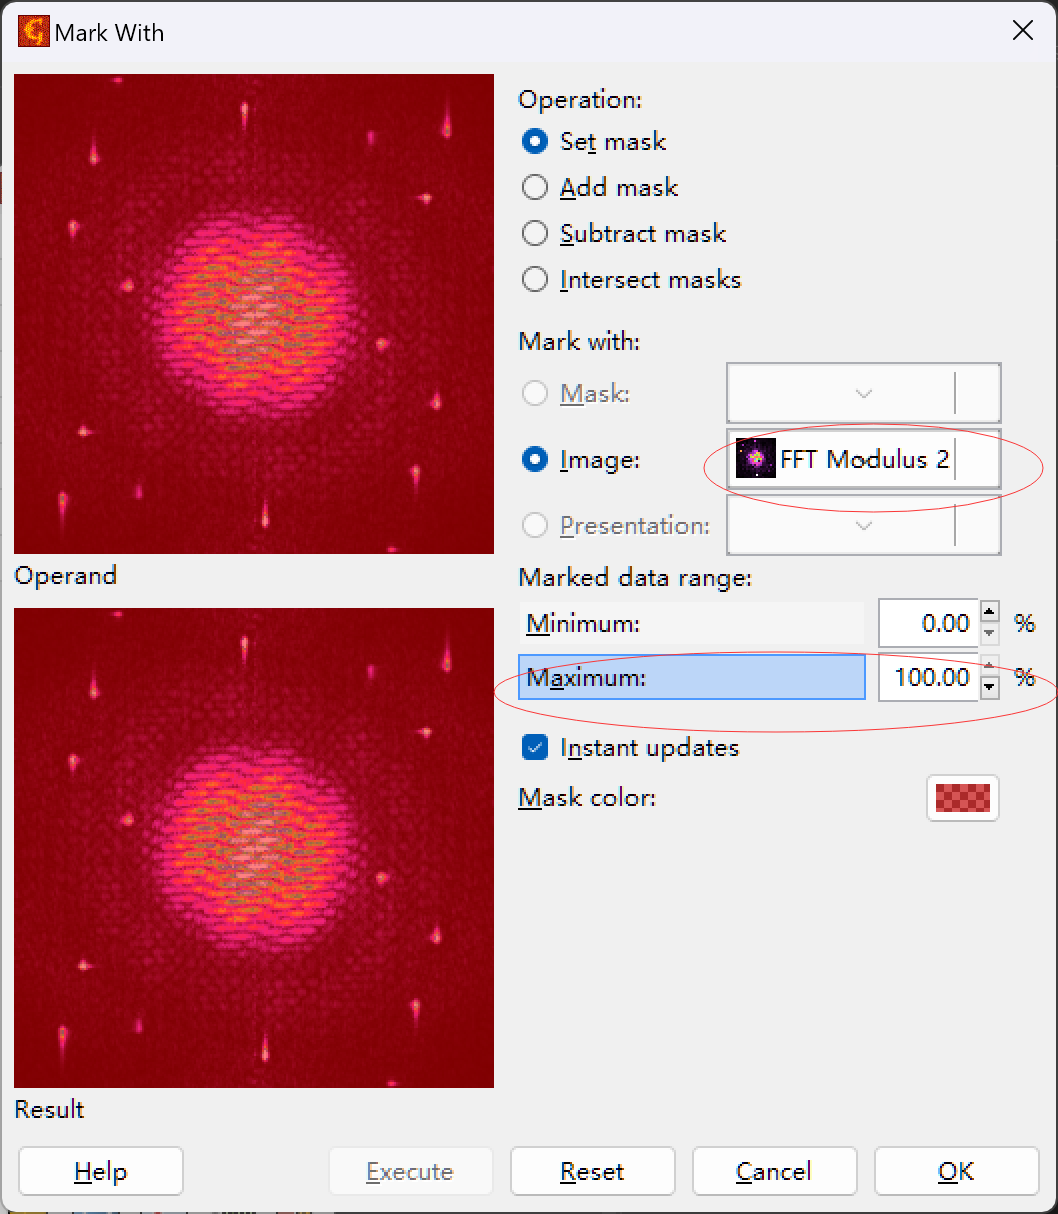 Mark With
Operation:
Set mask
Add mask
Subtract mask
Intersect masks
Mark with:
Mask:
Image: FFT Modulus 2
Presentation:
Marked data range:
Minimum: 0.00 %
Maximum: 100.00 %
Instant updates
Mask color:
Operand
Result
Help Execute Reset Cancel OK